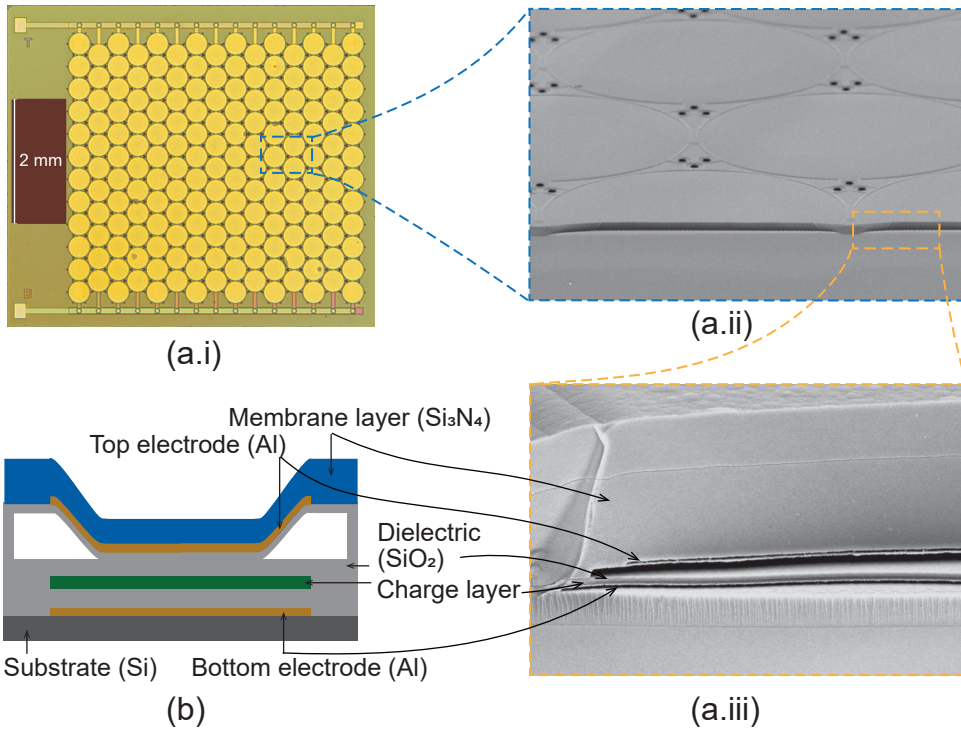 2 mm
(a.i)
(a.ii)
Membrane layer (Si₃N₄)
Top electrode (Al)
Dielectric
(SiO₂)
Charge layer
Substrate (Si)
Bottom electrode (Al)
(b)
(a.iii)